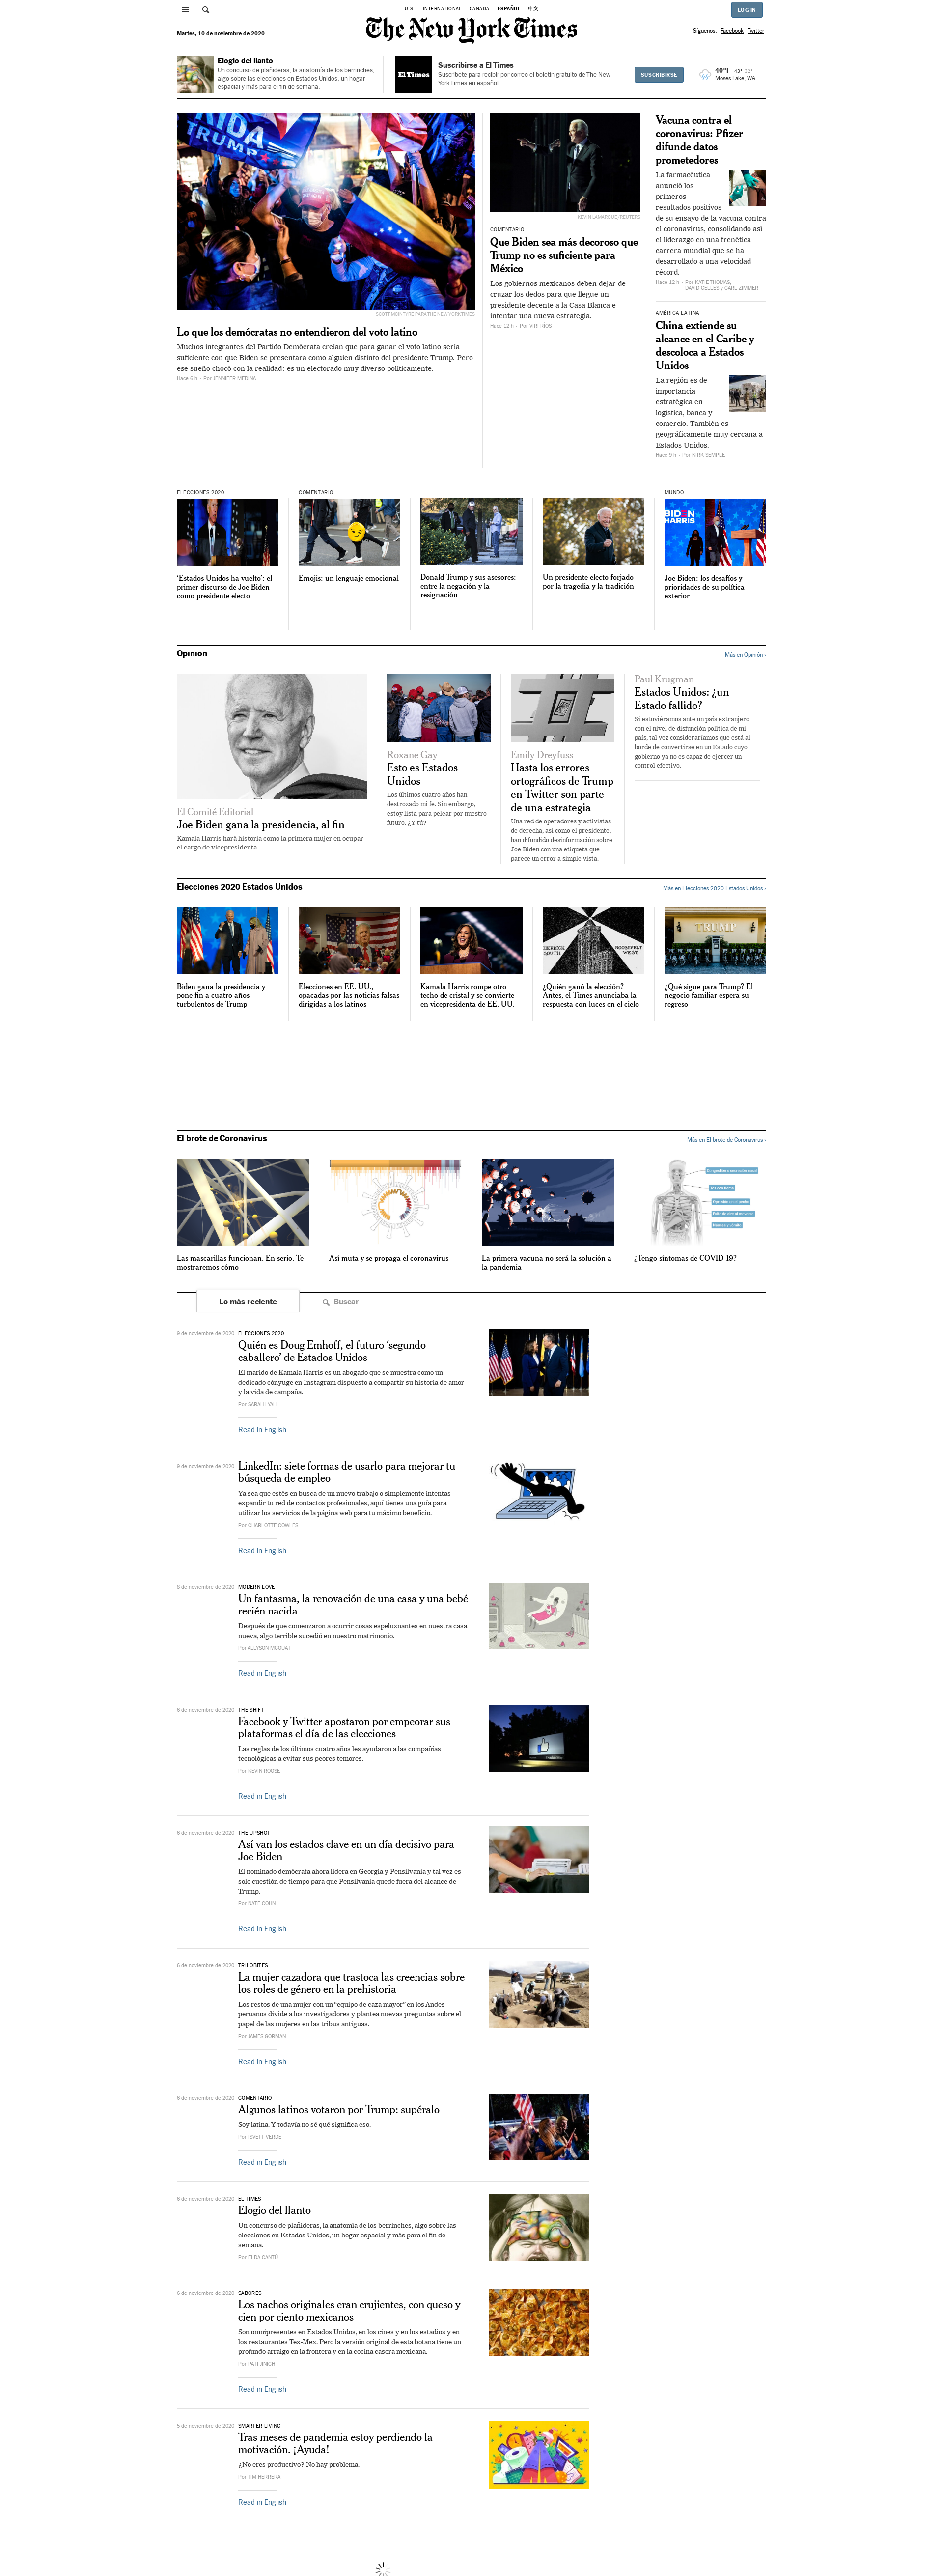 U.S. INTERNATIONAL CANADA ESPAÑOL 中文
LOG IN
The New York Times
Martes, 10 de noviembre de 2020
Síguenos: Facebook Twitter
Elogio del llanto
Un concurso de plañideras, la anatomía de los berrinches,
algo sobre las elecciones en Estados Unidos, un hogar
espacial y más para el fin de semana.
El Times
Suscribirse a El Times
Suscríbete para recibir por correo el boletín gratuito de The New
York Times en español.
SUSCRIBIRSE
40°F 43° 32°
Moses Lake, WA
SCOTT MCINTYRE PARA THE NEW YORK TIMES
Lo que los demócratas no entendieron del voto latino
Muchos integrantes del Partido Demócrata creían que para ganar el voto latino sería
suficiente con que Biden se presentara como alguien distinto del presidente Trump. Pero
ese sueño chocó con la realidad: es un electorado muy diverso políticamente.
Hace 6 h • Por JENNIFER MEDINA
KEVIN LAMARQUE/REUTERS
COMENTARIO
Que Biden sea más decoroso que
Trump no es suficiente para
México
Los gobiernos mexicanos deben dejar de
cruzar los dedos para que llegue un
presidente decente a la Casa Blanca e
intentar una nueva estrategia.
Hace 12 h • Por VIRI RÍOS
Vacuna contra el
coronavirus: Pfizer
difunde datos
prometedores
La farmacéutica
anunció los
primeros
resultados positivos
de su ensayo de la vacuna contra
el coronavirus, consolidando así
el liderazgo en una frenética
carrera mundial que se ha
desarrollado a una velocidad
récord.
Hace 12 h • Por KATIE THOMAS,
DAVID GELLES y CARL ZIMMER
AMÉRICA LATINA
China extiende su
alcance en el Caribe y
descoloca a Estados
Unidos
La región es de
importancia
estratégica en
logística, banca y
comercio. También es
geográficamente muy cercana a
Estados Unidos.
Hace 9 h • Por KIRK SEMPLE
ELECCIONES 2020
‘Estados Unidos ha vuelto’: el
primer discurso de Joe Biden
como presidente electo
COMENTARIO
Emojis: un lenguaje emocional
Donald Trump y sus asesores:
entre la negación y la
resignación
Un presidente electo forjado
por la tragedia y la tradición
MUNDO
Joe Biden: los desafíos y
prioridades de su política
exterior
Opinión
Más en Opinión ›
El Comité Editorial
Joe Biden gana la presidencia, al fin
Kamala Harris hará historia como la primera mujer en ocupar
el cargo de vicepresidenta.
Roxane Gay
Esto es Estados
Unidos
Los últimos cuatro años han
destrozado mi fe. Sin embargo,
estoy lista para pelear por nuestro
futuro. ¿Y tú?
Emily Dreyfuss
Hasta los errores
ortográficos de Trump
en Twitter son parte
de una estrategia
Una red de operadores y activistas
de derecha, así como el presidente,
han difundido desinformación sobre
Joe Biden con una etiqueta que
parece un error a simple vista.
Paul Krugman
Estados Unidos: ¿un
Estado fallido?
Si estuviéramos ante un país extranjero
con el nivel de disfunción política de mi
país, tal vez consideraríamos que está al
borde de convertirse en un Estado cuyo
gobierno ya no es capaz de ejercer un
control efectivo.
Elecciones 2020 Estados Unidos
Más en Elecciones 2020 Estados Unidos ›
Biden gana la presidencia y
pone fin a cuatro años
turbulentos de Trump
Elecciones en EE. UU.,
opacadas por las noticias falsas
dirigidas a los latinos
Kamala Harris rompe otro
techo de cristal y se convierte
en vicepresidenta de EE. UU.
HERRICK SOUTH
ROOSEVELT WEST
¿Quién ganó la elección?
Antes, el Times anunciaba la
respuesta con luces en el cielo
TRUMP
¿Qué sigue para Trump? El
negocio familiar espera su
regreso
El brote de Coronavirus
Más en El brote de Coronavirus ›
Las mascarillas funcionan. En serio. Te
mostraremos cómo
Así muta y se propaga el coronavirus
La primera vacuna no será la solución a
la pandemia
¿Tengo síntomas de COVID-19?
Lo más reciente
Buscar
9 de noviembre de 2020
ELECCIONES 2020
Quién es Doug Emhoff, el futuro ‘segundo
caballero’ de Estados Unidos
El marido de Kamala Harris es un abogado que se muestra como un
dedicado cónyuge en Instagram dispuesto a compartir su historia de amor
y la vida de campaña.
Por SARAH LYALL
Read in English
9 de noviembre de 2020
LinkedIn: siete formas de usarlo para mejorar tu
búsqueda de empleo
Ya sea que estés en busca de un nuevo trabajo o simplemente intentas
expandir tu red de contactos profesionales, aquí tienes una guía para
utilizar los servicios de la página web para tu máximo beneficio.
Por CHARLOTTE COWLES
Read in English
8 de noviembre de 2020
MODERN LOVE
Un fantasma, la renovación de una casa y una bebé
recién nacida
Después de que comenzaron a ocurrir cosas espeluznantes en nuestra casa
nueva, algo terrible sucedió en nuestro matrimonio.
Por ALLYSON MCOUAT
Read in English
6 de noviembre de 2020
THE SHIFT
Facebook y Twitter apostaron por empeorar sus
plataformas el día de las elecciones
Las reglas de los últimos cuatro años les ayudaron a las compañías
tecnológicas a evitar sus peores temores.
Por KEVIN ROOSE
Read in English
6 de noviembre de 2020
THE UPSHOT
Así van los estados clave en un día decisivo para
Joe Biden
El nominado demócrata ahora lidera en Georgia y Pensilvania y tal vez es
solo cuestión de tiempo para que Pensilvania quede fuera del alcance de
Trump.
Por NATE COHN
Read in English
6 de noviembre de 2020
TRILOBITES
La mujer cazadora que trastoca las creencias sobre
los roles de género en la prehistoria
Los restos de una mujer con un “equipo de caza mayor” en los Andes
peruanos divide a los investigadores y plantea nuevas preguntas sobre el
papel de las mujeres en las tribus antiguas.
Por JAMES GORMAN
Read in English
6 de noviembre de 2020
COMENTARIO
Algunos latinos votaron por Trump: supéralo
Soy latina. Y todavía no sé qué significa eso.
Por ISVETT VERDE
Read in English
6 de noviembre de 2020
EL TIMES
Elogio del llanto
Un concurso de plañideras, la anatomía de los berrinches, algo sobre las
elecciones en Estados Unidos, un hogar espacial y más para el fin de
semana.
Por ELDA CANTÚ
6 de noviembre de 2020
SABORES
Los nachos originales eran crujientes, con queso y
cien por ciento mexicanos
Son omnipresentes en Estados Unidos, en los cines y en los estadios y en
los restaurantes Tex-Mex. Pero la versión original de esta botana tiene un
profundo arraigo en la frontera y en la cocina casera mexicana.
Por PATI JINICH
Read in English
5 de noviembre de 2020
SMARTER LIVING
Tras meses de pandemia estoy perdiendo la
motivación. ¡Ayuda!
¿No eres productivo? No hay problema.
Por TIM HERRERA
Read in English